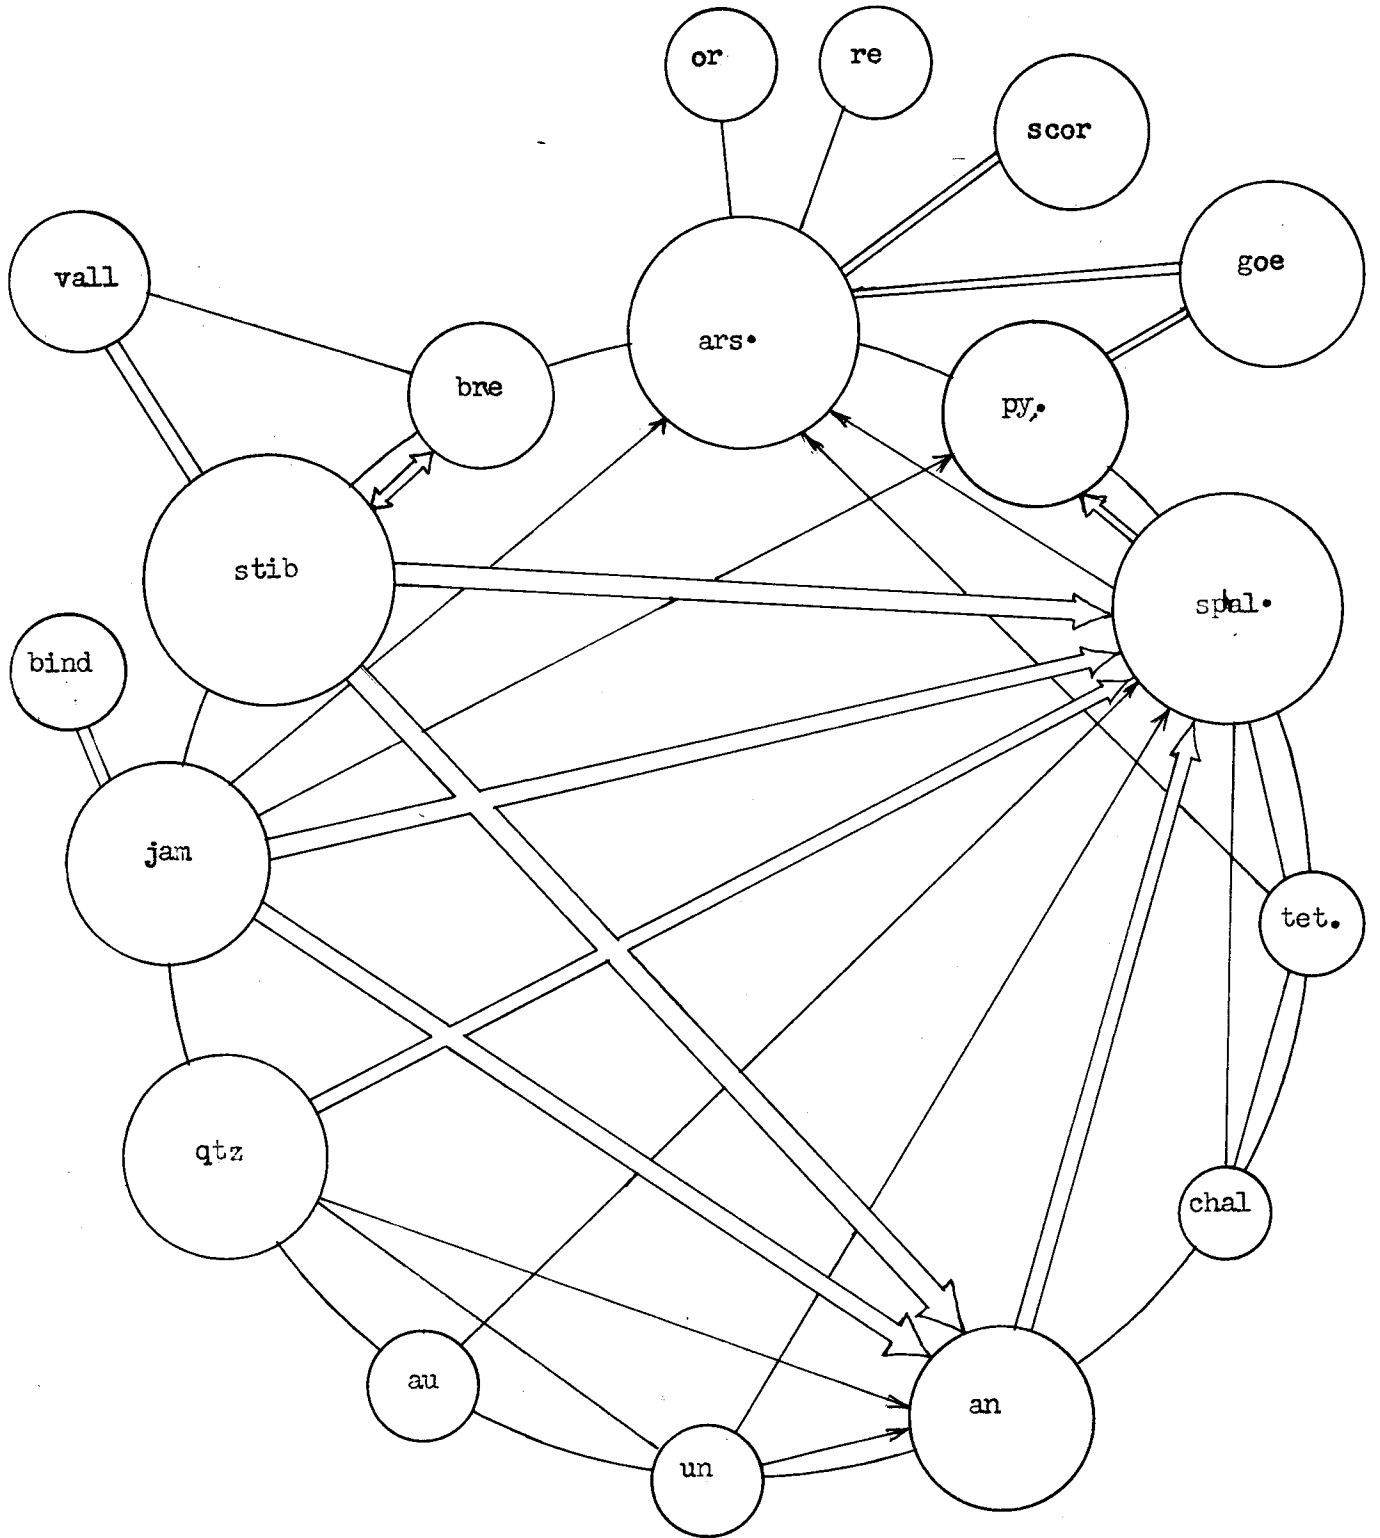 or
re
scor
goe
vall
ars.
bre
py.
stib
spal.
bind
jam
tet.
qtz
chal
au
an
un